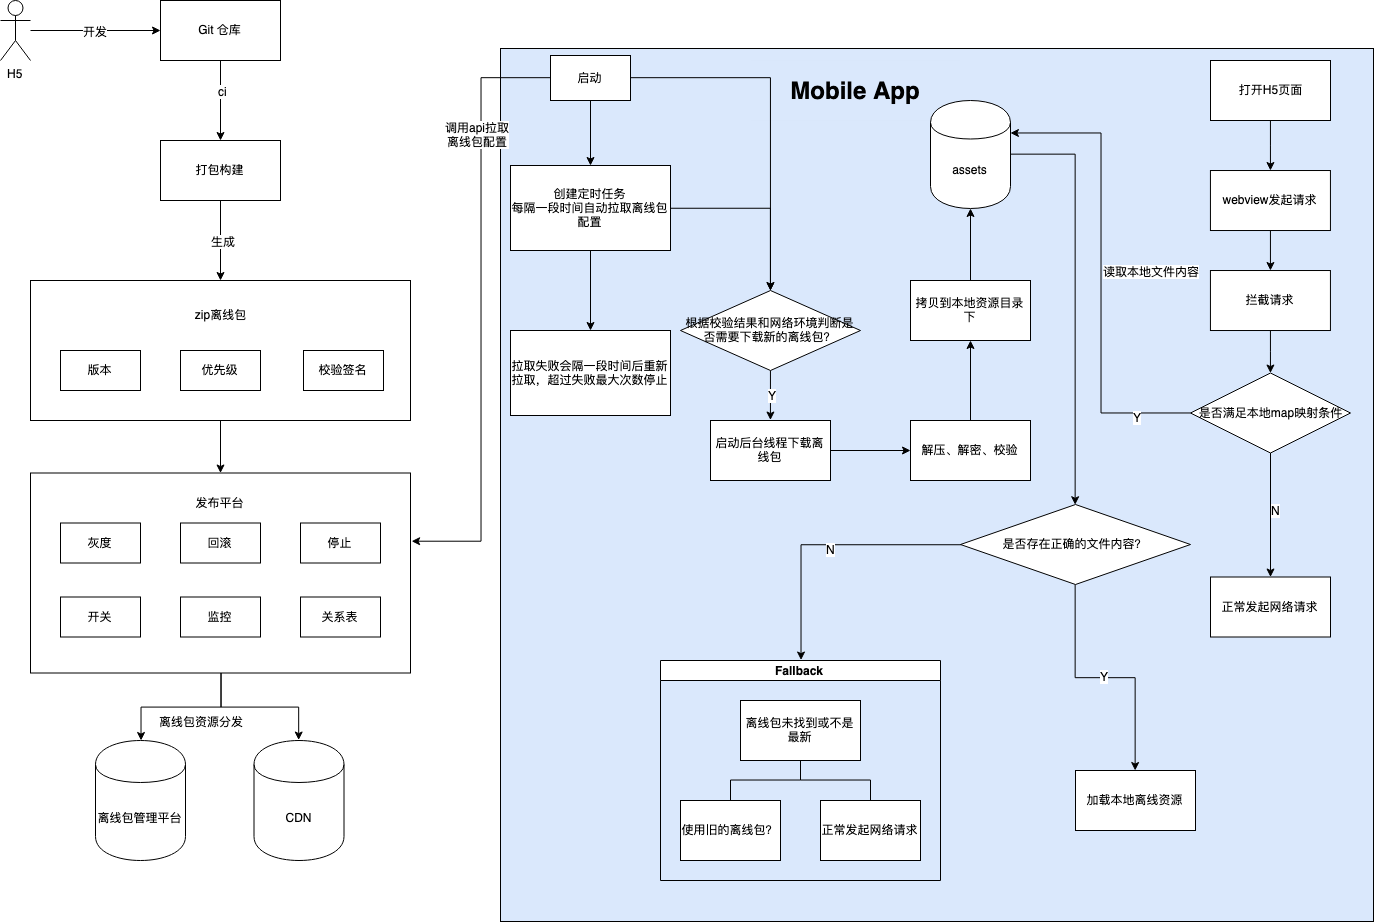 H5
开发
Git 仓库
ci
打包构建
生成
zip离线包
版本
优先级
校验签名
发布平台
灰度
回滚
停止
开关
监控
关系表
离线包资源分发
离线包管理平台
CDN
调用api拉取
离线包配置
Mobile App
启动
创建定时任务
每隔一段时间自动拉取离线包
配置
拉取失败会隔一段时间后重新
拉取，超过失败最大次数停止
根据校验结果和网络环境判断是
否需要下载新的离线包?
Y
启动后台线程下载离
线包
解压、解密、校验
拷贝到本地资源目录
下
assets
打开H5页面
webview发起请求
拦截请求
是否满足本地map映射条件
Y
读取本地文件内容
N
正常发起网络请求
是否存在正确的文件内容?
N
Y
Fallback
离线包未找到或不是
最新
使用旧的离线包?
正常发起网络请求
加载本地离线资源